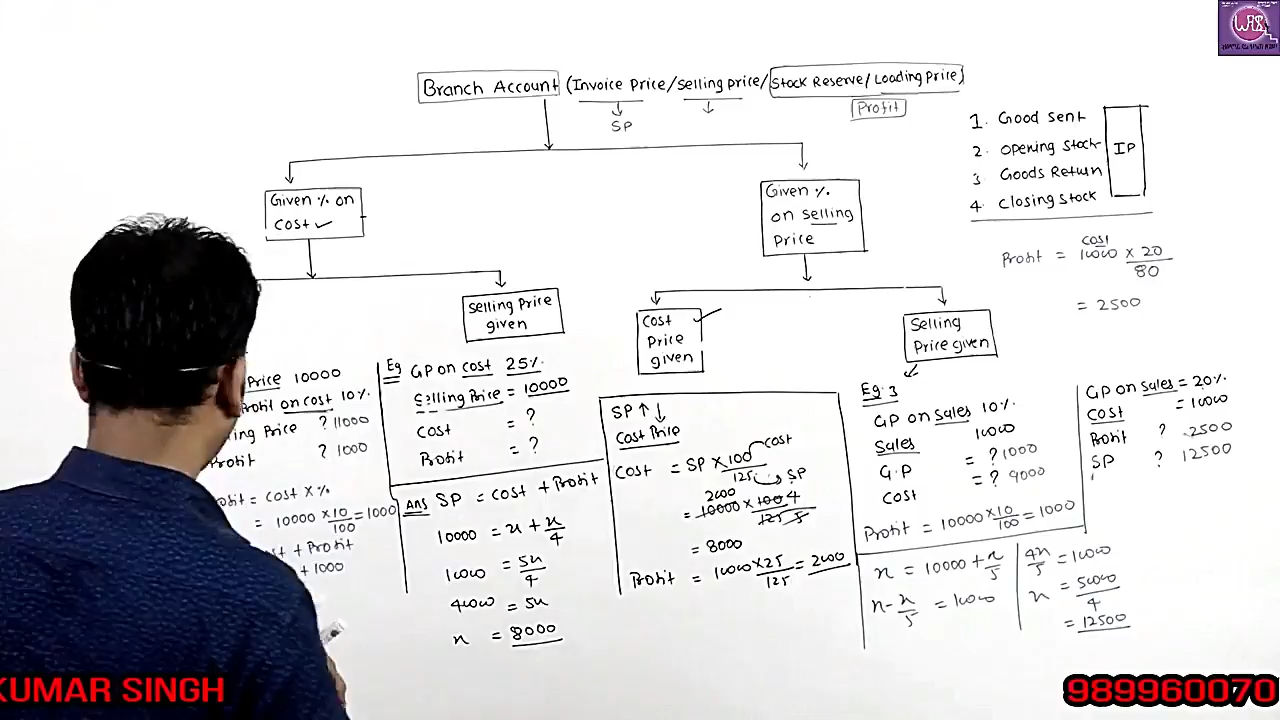 Branch Account (Invoice Price/Selling price/Stock Reserve/Loading Price)
SP
Profit
1. Good sent
2. Opening stock
3 Goods Return
4 Closing Stock
IP
Given % on
Cost ✓
Given %
on selling
Price
Profit = 10000 × 20
cost
80
= 2500
Selling Price
given
Cost
Price
given
Selling
Price given
Price 10000
Profit on cost 10%
ing Price ? 11000
Profit ? 1000
ofit = cost × %
= 10000 × 10/100 = 1000
st + Profit
+ 1000
Eg GP on cost 25%.
Selling Price = 10000
Cost = ?
Profit = ?
Ans SP = cost + Profit
10000 = x + x/4
10000 = 5x/4
40000 = 5x
x = 8000
SP ↑ ↓
Cost Price
Cost = SP × 100/125
cost
SP
= 10000 × 100 4/125 5
2000
= 8000
Profit = 10000 × 25/125 = 2000
Eg. 3
GP on Sales 10%.
Sales 10000
G.P = ? 1000
Cost = ? 9000
Profit = 10000 × 10/100 = 1000
GP on Sales = 20%
Cost = 10000
Profit ? 2500
SP ? 12500
x = 10000 + x/5
x - x/5 = 10000
4x/5 = 10000
x = 50000/4
= 12500
KUMAR SINGH
989960070